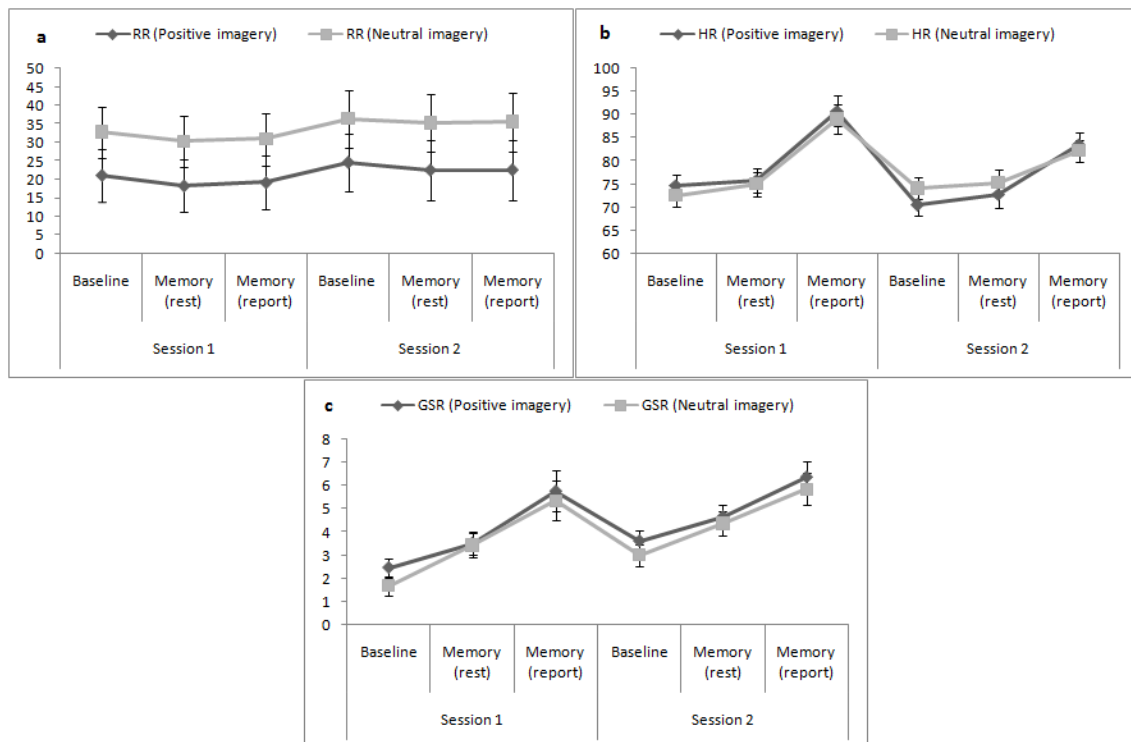 a
RR (Positive imagery) RR (Neutral imagery)
50
45
40
35
30
25
20
15
10
5
0
Baseline Memory Memory Baseline Memory Memory
(rest) (report) (rest) (report)
Session 1 Session 2
b
HR (Positive imagery) HR (Neutral imagery)
100
95
90
85
80
75
70
65
60
Baseline Memory Memory Baseline Memory Memory
(rest) (report) (rest) (report)
Session 1 Session 2
c
GSR (Positive imagery) GSR (Neutral imagery)
8
7
6
5
4
3
2
1
0
Baseline Memory Memory Baseline Memory Memory
(rest) (report) (rest) (report)
Session 1 Session 2